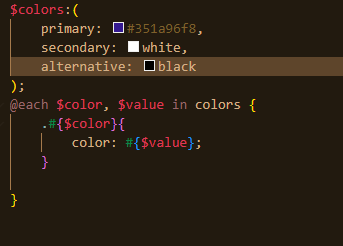 $colors:(
primary: #351a96f8,
secondary: white,
alternative: black
);
@each $color, $value in colors {
.#{$color}{
color: #{$value};
}
}